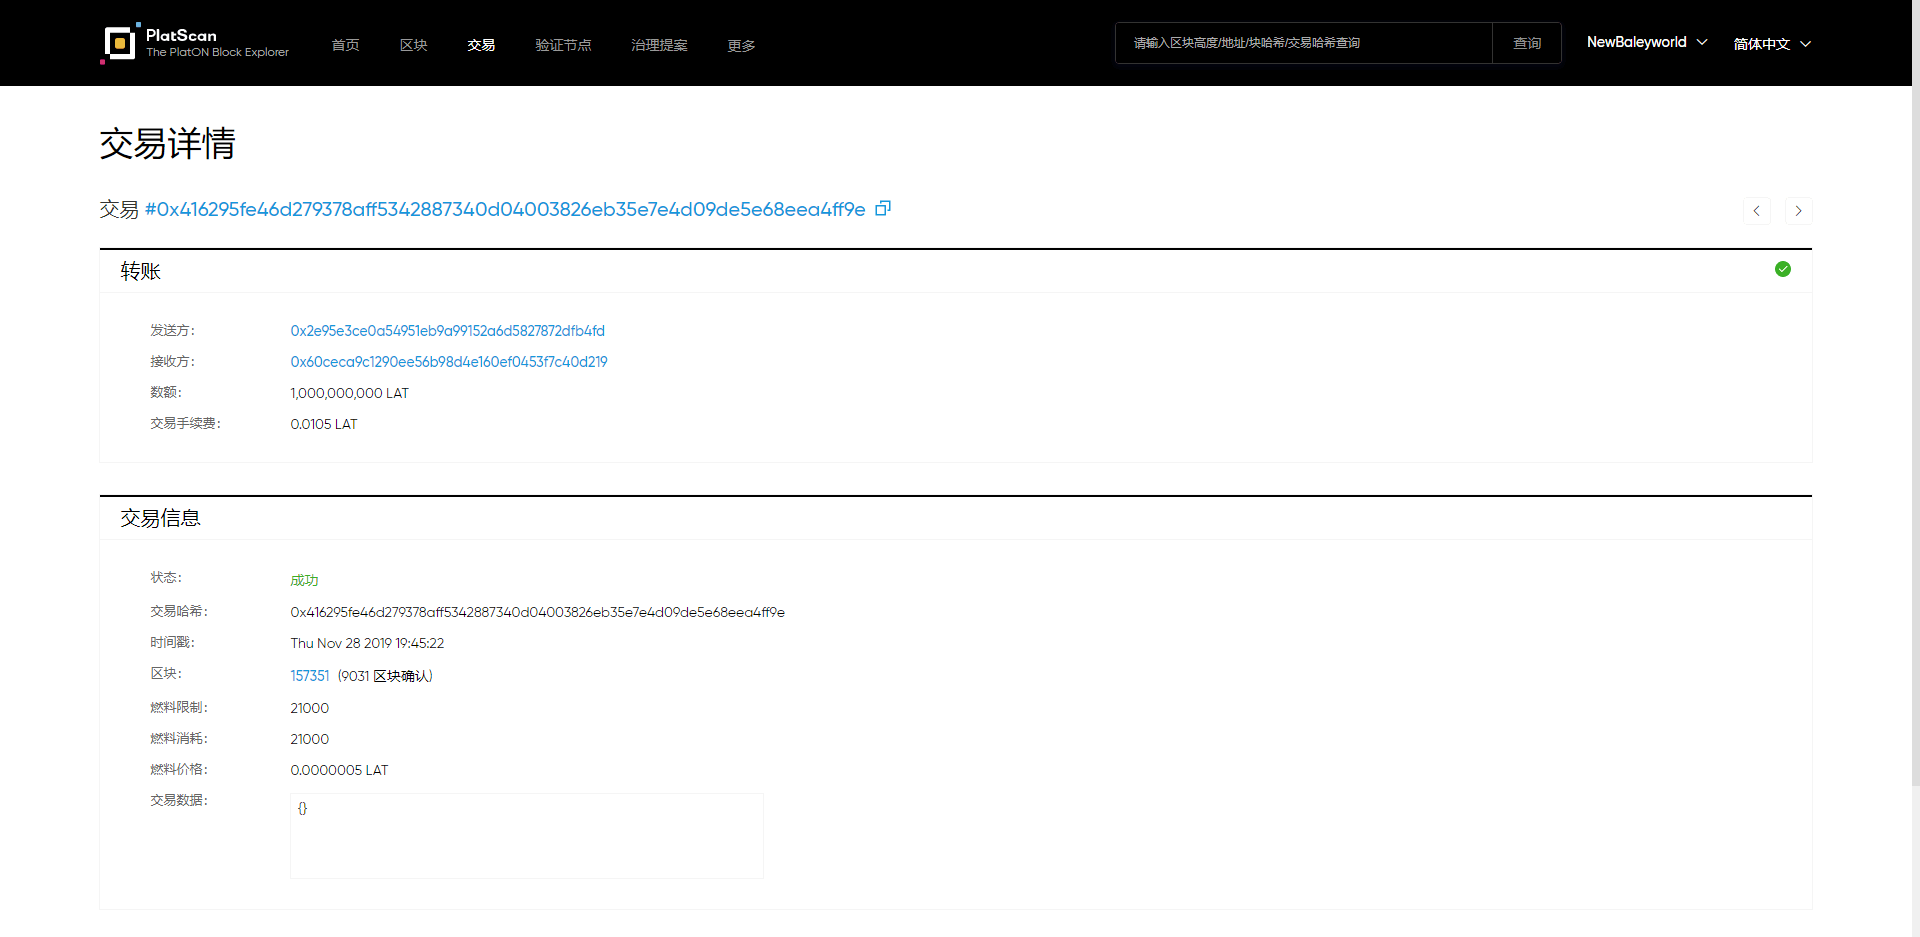 PlatScan
The PlatON Block Explorer
首页 区块 交易 验证节点 治理提案 更多
请输入区块高度/地址/块哈希/交易哈希查询 查询
NewBaleyworld 简体中文
交易详情
交易 #0x416295fe46d279378aff5342887340d04003826eb35e7e4d09de5e68eea4ff9e
转账
发送方: 0x2e95e3ce0a54951eb9a99152a6d5827872dfb4fd
接收方: 0x60ceca9c1290ee56b98d4e160ef0453f7c40d219
数额: 1,000,000,000 LAT
交易手续费: 0.0105 LAT
交易信息
状态: 成功
交易哈希: 0x416295fe46d279378aff5342887340d04003826eb35e7e4d09de5e68eea4ff9e
时间戳: Thu Nov 28 2019 19:45:22
区块: 157351 (9031 区块确认)
燃料限制: 21000
燃料消耗: 21000
燃料价格: 0.0000005 LAT
交易数据: {}